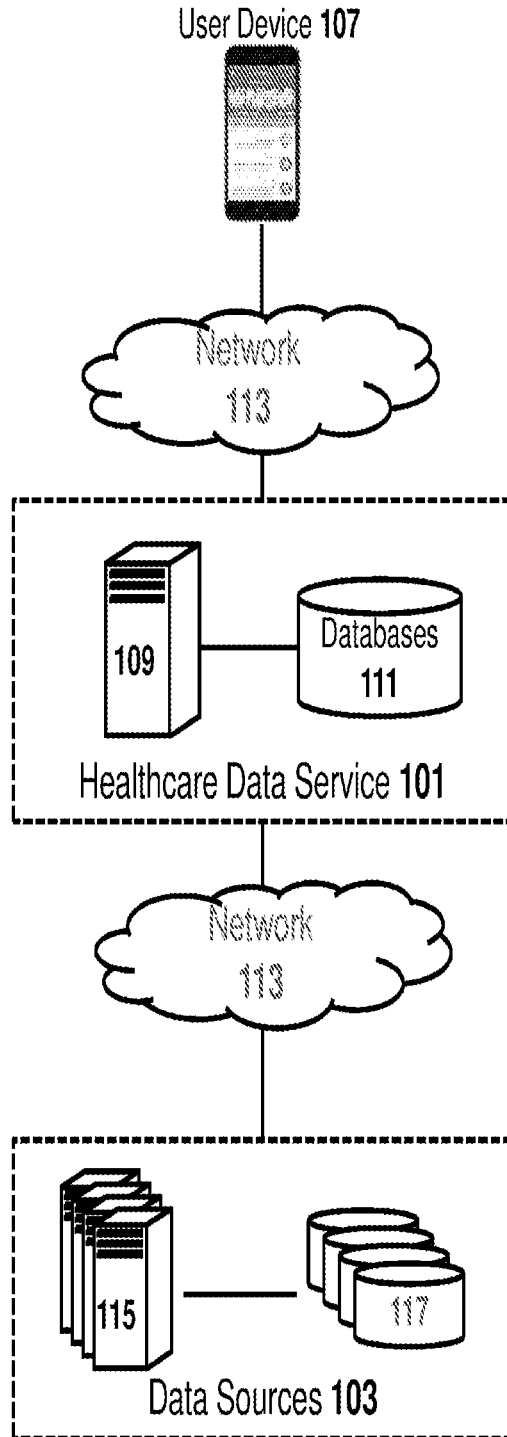 User Device 107
Network
113
109
Databases
111
Healthcare Data Service 101
Network
113
115
117
Data Sources 103